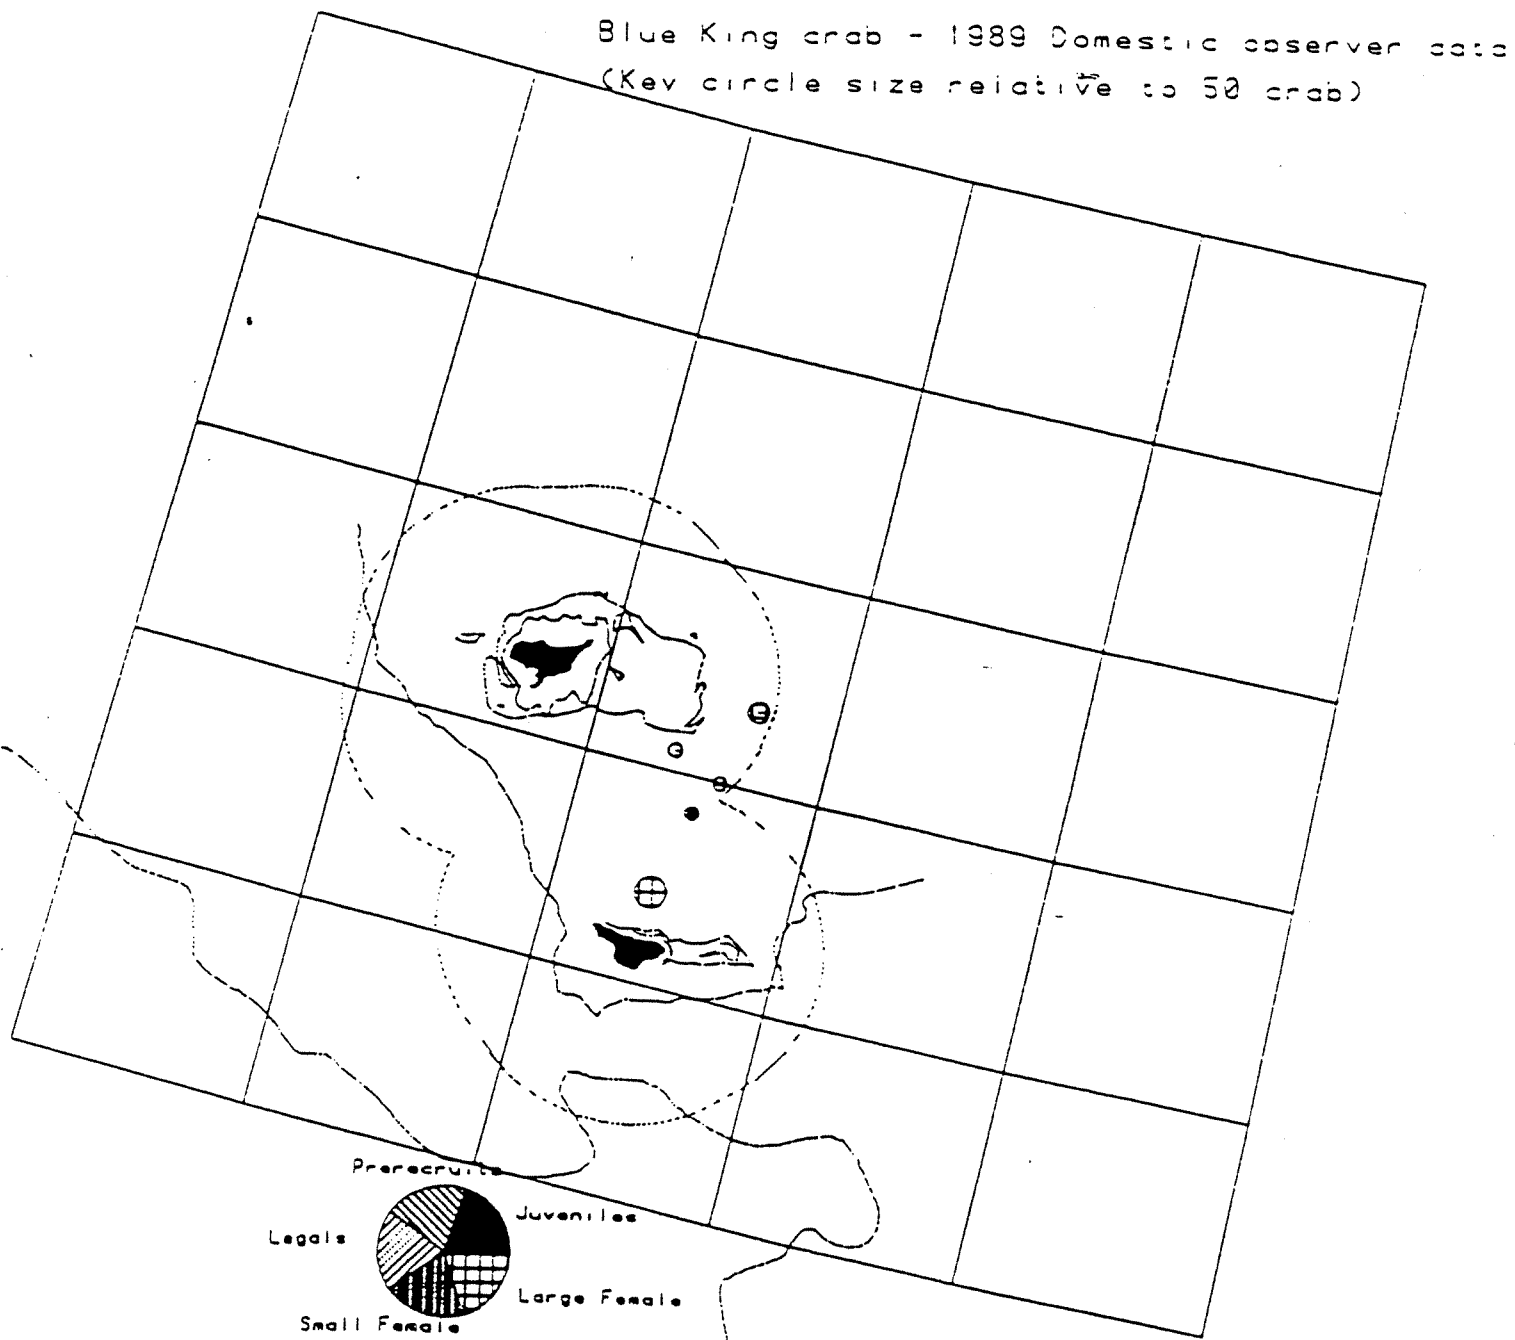 Blue King crab - 1989 Domestic observer data
(Key circle size relative to 50 crab)
Prerecruits
Juveniles
Legals
Large Female
Small Female